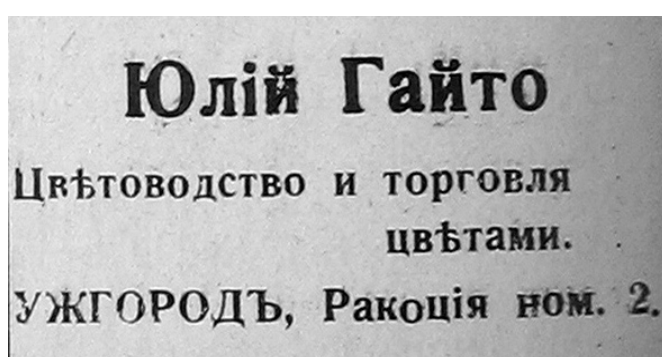 Юлій Гайто
Цвѣтоводство и торговля
цвѣтами.
УЖГОРОДЪ, Ракоція ном. 2.